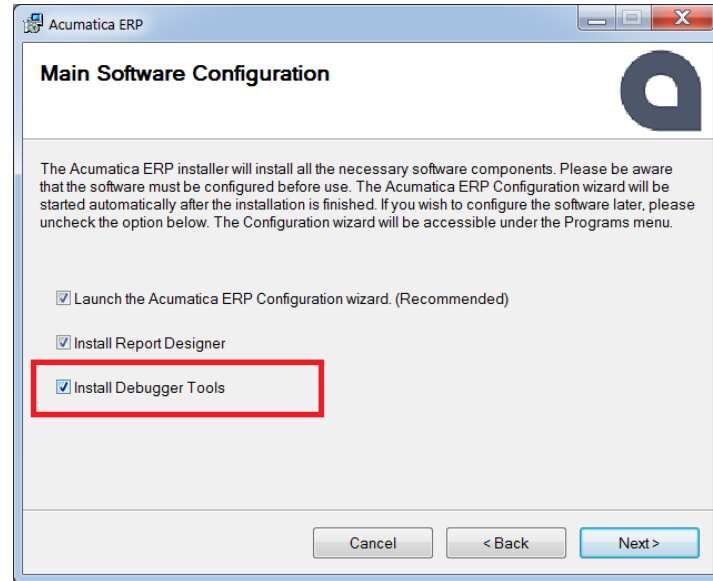 Acumatica ERP
Main Software Configuration
The Acumatica ERP installer will install all the necessary software components. Please be aware
that the software must be configured before use. The Acumatica ERP Configuration wizard will be
started automatically after the installation is finished. If you wish to configure the software later, please
uncheck the option below. The Configuration wizard will be accessible under the Programs menu.
Launch the Acumatica ERP Configuration wizard. (Recommended)
Install Report Designer
Install Debugger Tools
Cancel
< Back
Next >